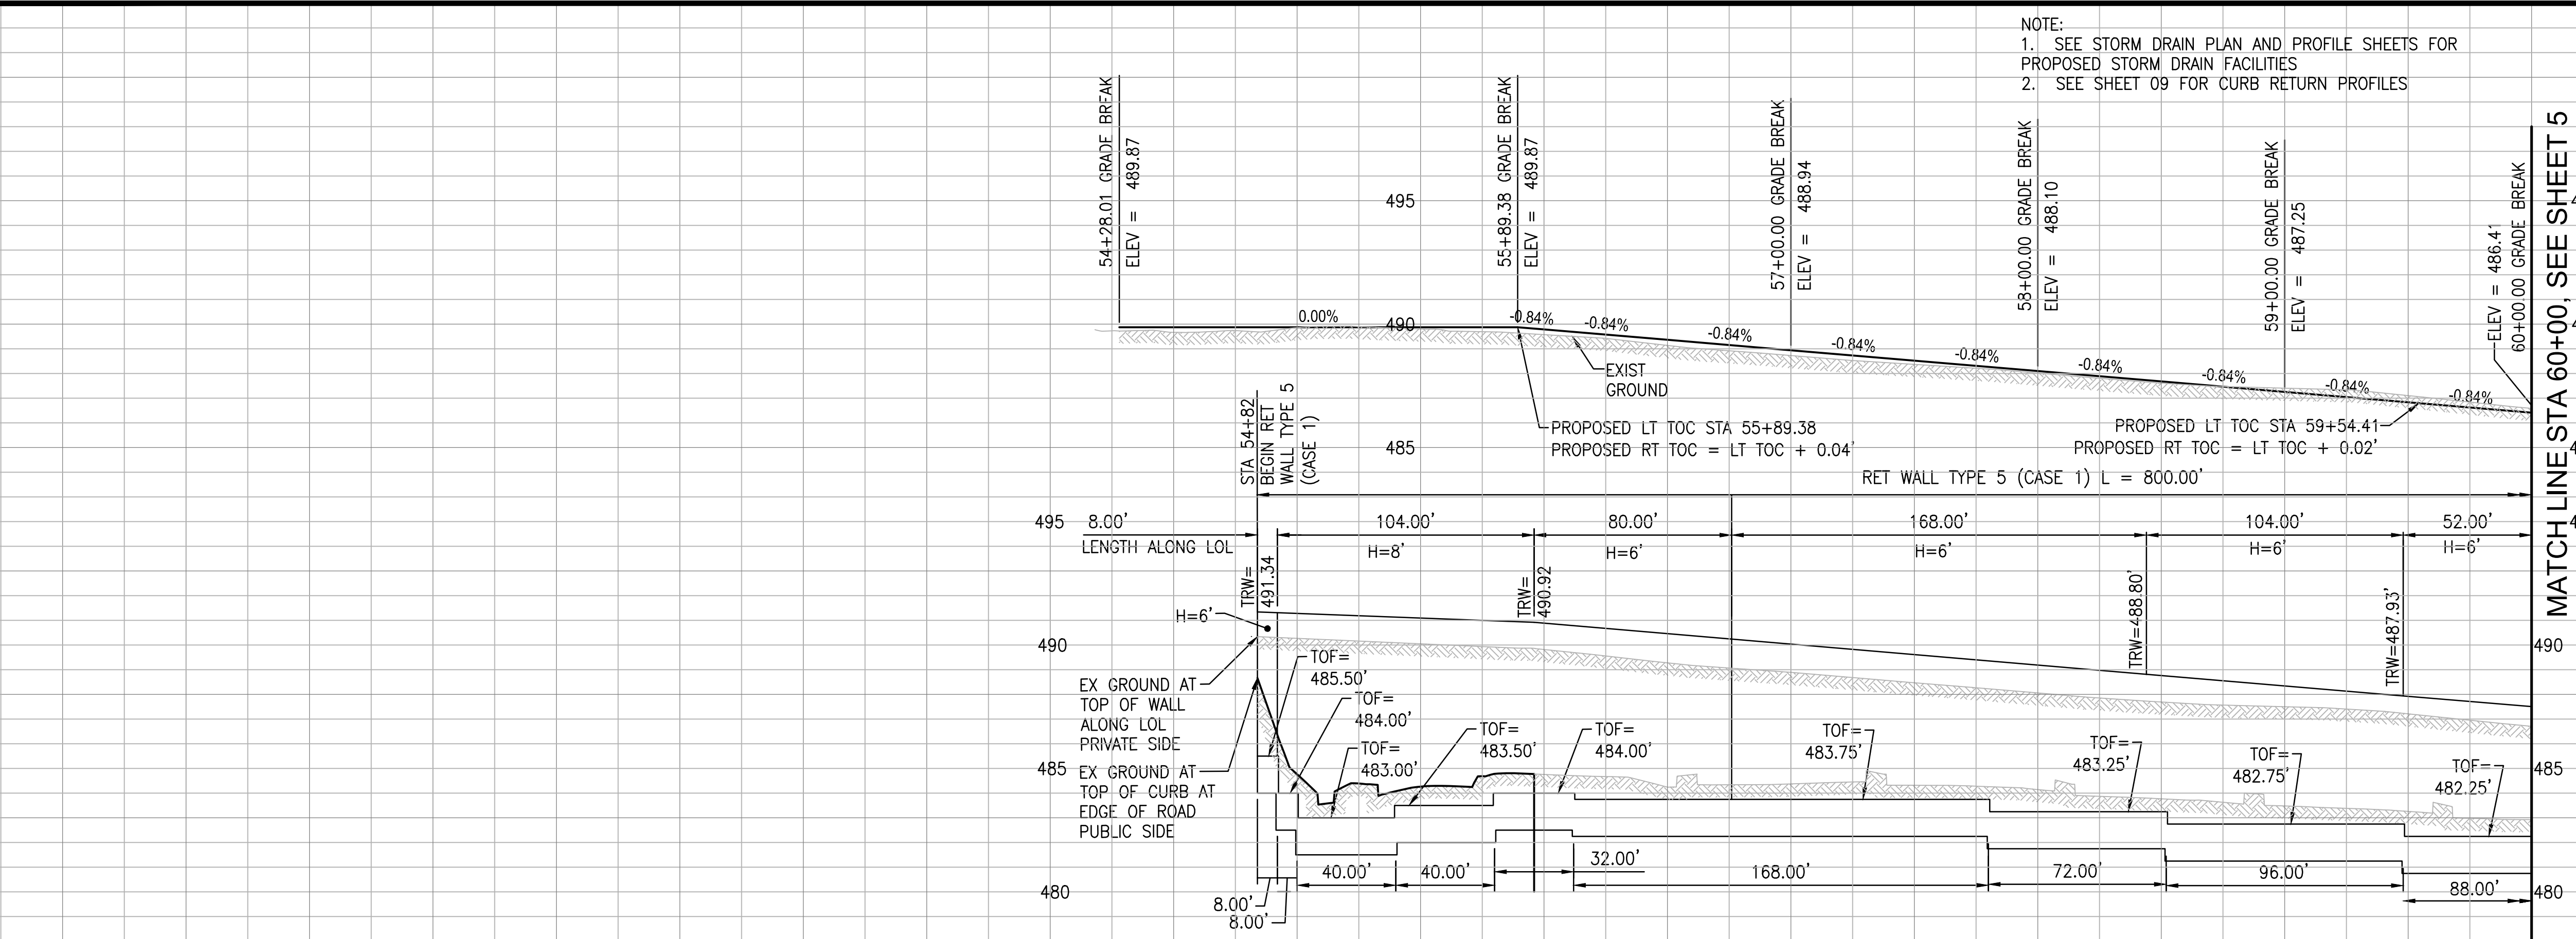 NOTE:
1. SEE STORM DRAIN PLAN AND PROFILE SHEETS FOR
PROPOSED STORM DRAIN FACILITIES
2. SEE SHEET 09 FOR CURB RETURN PROFILES
54+28.01 GRADE BREAK
ELEV = 489.87
55+89.38 GRADE BREAK
ELEV = 489.87
57+00.00 GRADE BREAK
ELEV = 488.94
58+00.00 GRADE BREAK
ELEV = 488.10
59+00.00 GRADE BREAK
ELEV = 487.25
ELEV = 486.41
60+00.00 GRADE BREAK
MATCH LINE STA 60+00, SEE SHEET 5
495
490
485
0.00%
-0.84%
-0.84%
-0.84%
-0.84%
-0.84%
-0.84%
-0.84%
-0.84%
-0.84%
EXIST
GROUND
PROPOSED LT TOC STA 55+89.38
PROPOSED RT TOC = LT TOC + 0.04'
PROPOSED LT TOC STA 59+54.41
PROPOSED RT TOC = LT TOC + 0.02'
STA 54+82
BEGIN RET
WALL TYPE 5
(CASE 1)
RET WALL TYPE 5 (CASE 1) L = 800.00'
495
8.00'
104.00'
80.00'
168.00'
104.00'
52.00'
LENGTH ALONG LOL
H=8'
H=6'
H=6'
H=6'
H=6'
TRW=
491.34
TRW=
490.92
TRW=488.80'
TRW=487.93'
H=6'
490
490
EX GROUND AT
TOP OF WALL
ALONG LOL
PRIVATE SIDE
EX GROUND AT
TOP OF CURB AT
EDGE OF ROAD
PUBLIC SIDE
TOF=
485.50'
TOF=
484.00'
TOF=
483.00'
TOF=
483.50'
TOF=
484.00'
TOF=
483.75'
TOF=
483.25'
TOF=
482.75'
TOF=
482.25'
485
485
480
480
8.00'
8.00'
40.00'
40.00'
32.00'
168.00'
72.00'
96.00'
88.00'